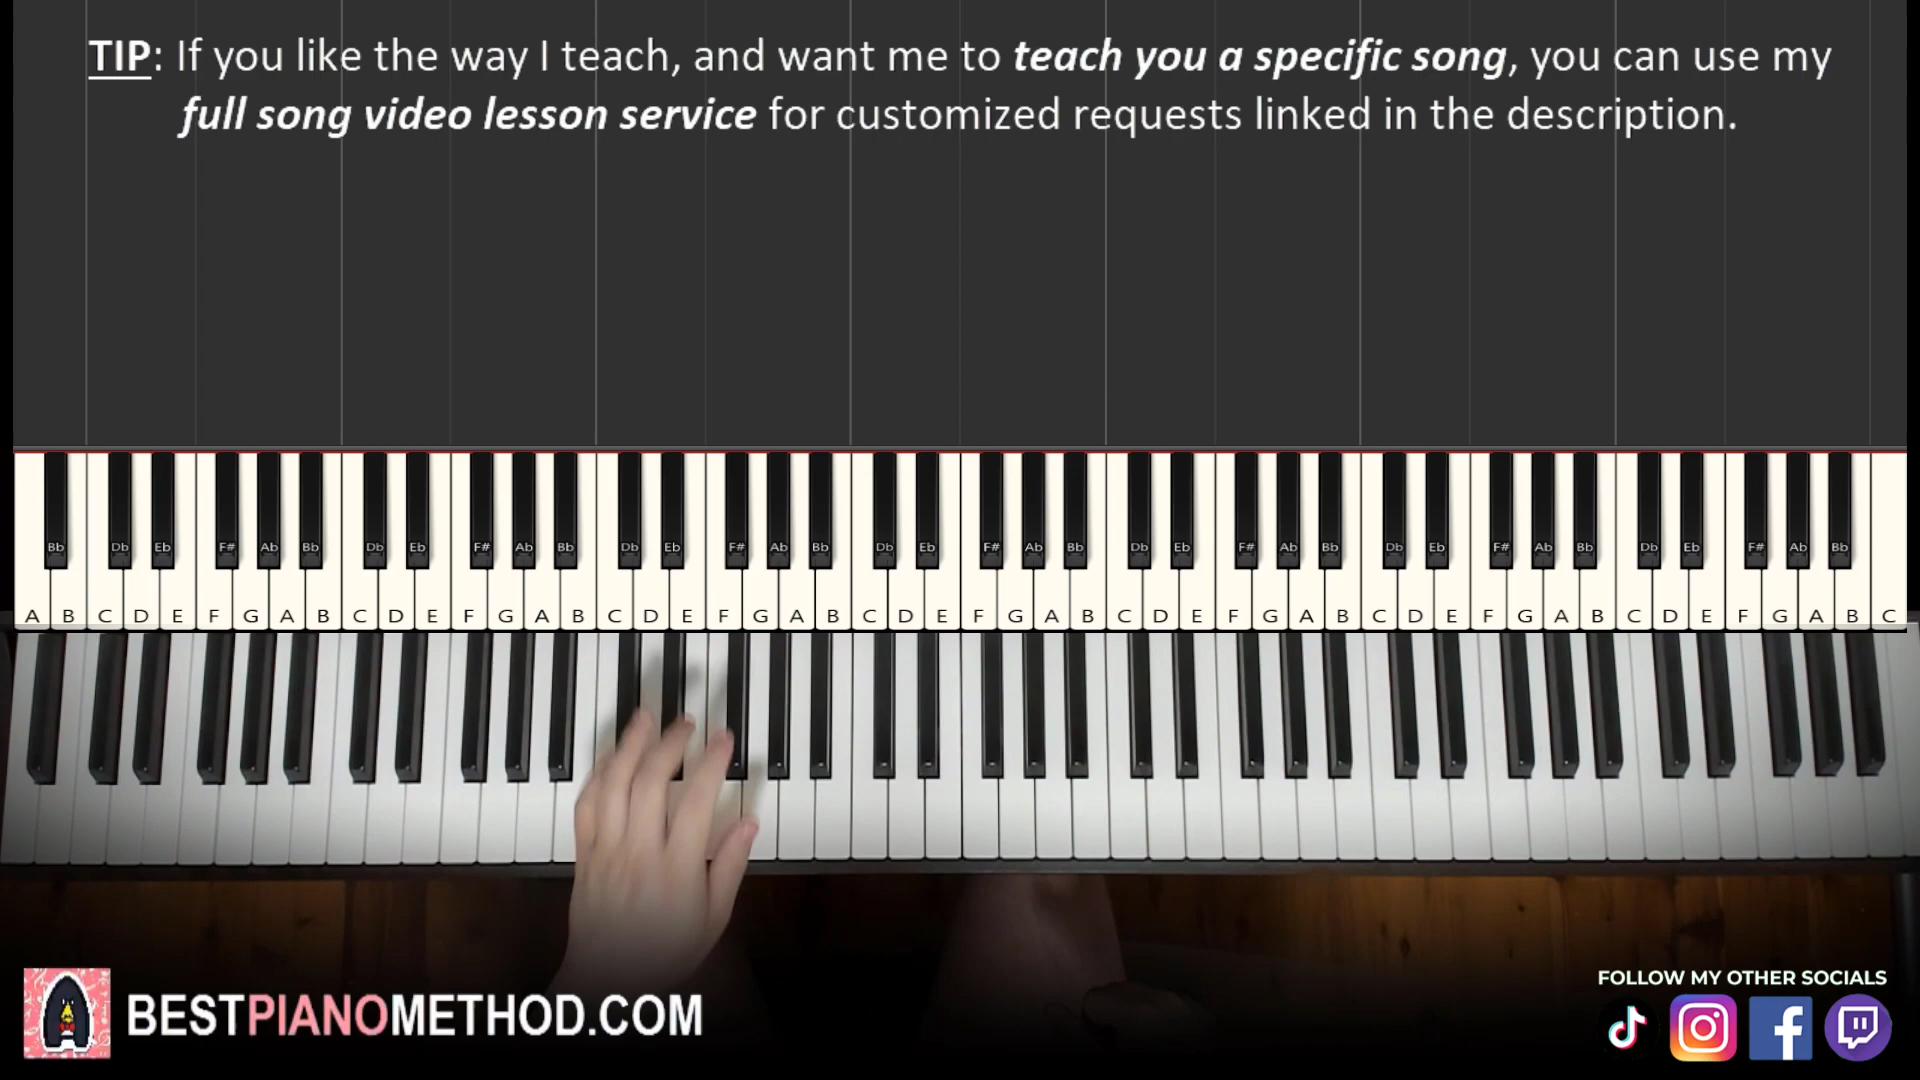 TIP: If you like the way I teach, and want me to teach you a specific song, you can use my
full song video lesson service for customized requests linked in the description.
Bb Db Eb F# Ab Bb Db Eb F# Ab Bb Db Eb F# Ab Bb Db Eb F# Ab Bb Db Eb F# Ab Bb Db Eb F# Ab Bb Db Eb F# Ab Bb
A B C D E F G A B C D E F G A B C D E F G A B C D E F G A B C D E F G A B C D E F G A B C D E F G A B C
BESTPIANOMETHOD.COM
FOLLOW MY OTHER SOCIALS